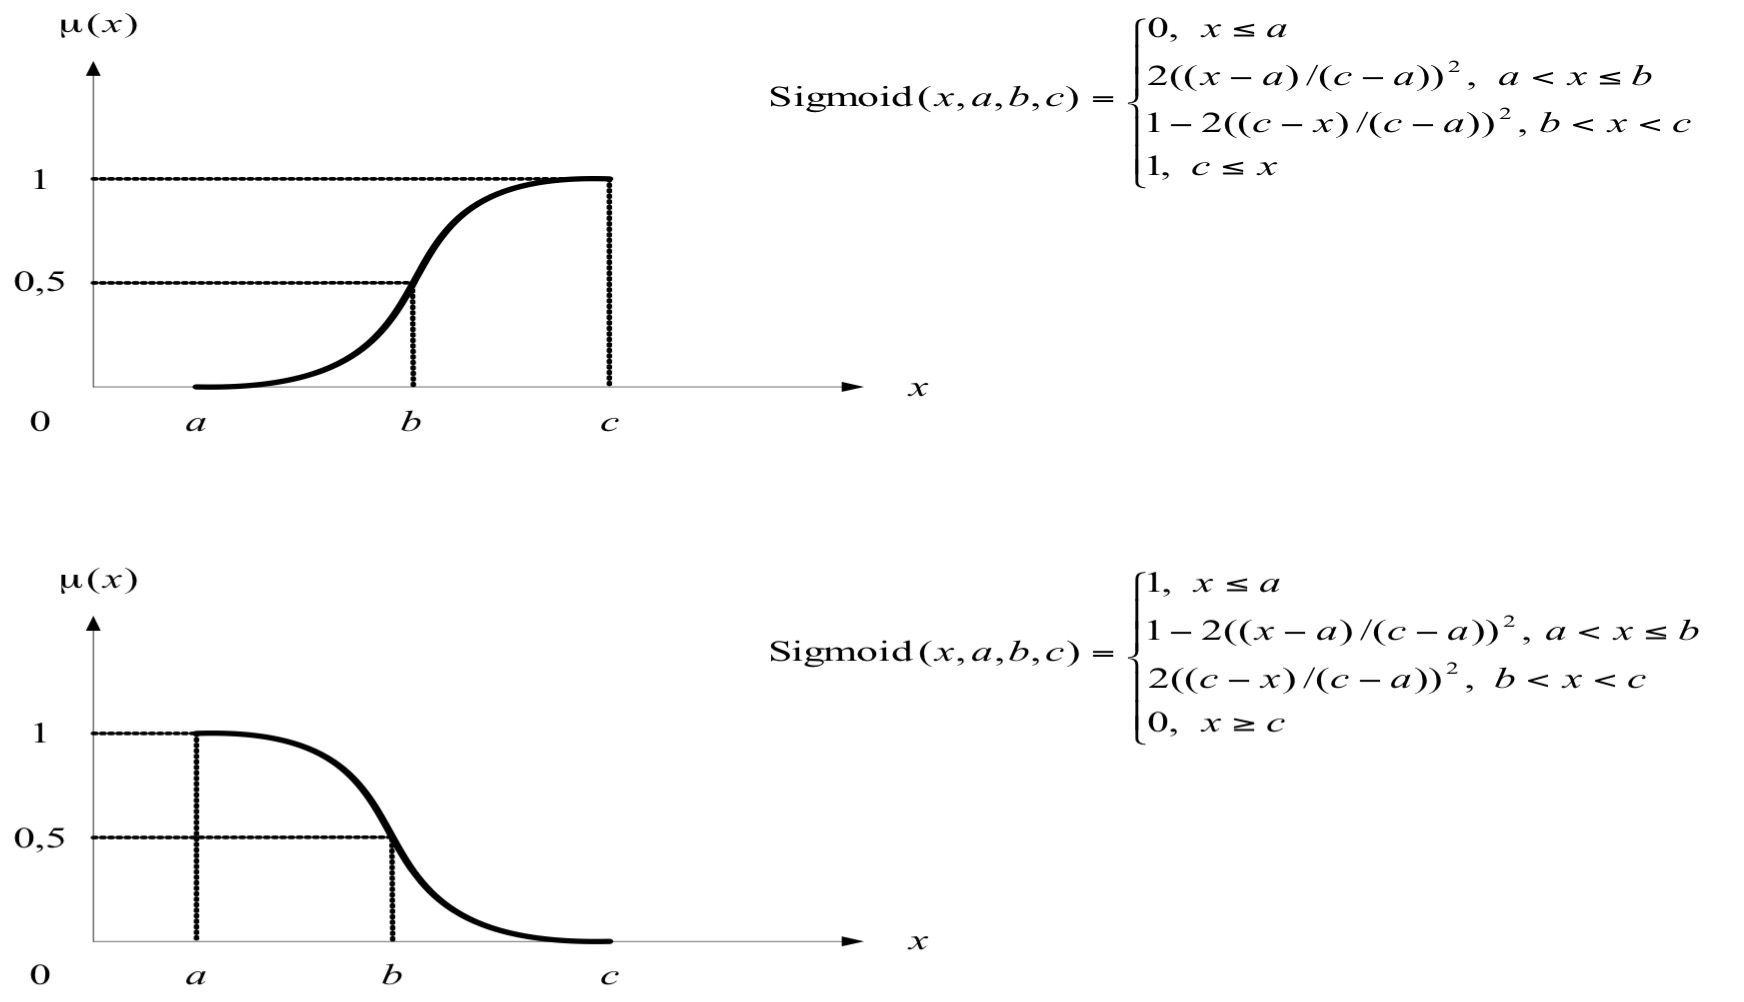 μ(x)
1
0,5
0
a
b
c
x
Sigmoid(x,a,b,c) =
0, x ≤ a
2((x − a)/(c − a))², a < x ≤ b
1 − 2((c − x)/(c − a))², b < x < c
1, c ≤ x
μ(x)
1
0,5
0
a
b
c
x
Sigmoid(x,a,b,c) =
1, x ≤ a
1 − 2((x − a)/(c − a))², a < x ≤ b
2((c − x)/(c − a))², b < x < c
0, x ≥ c